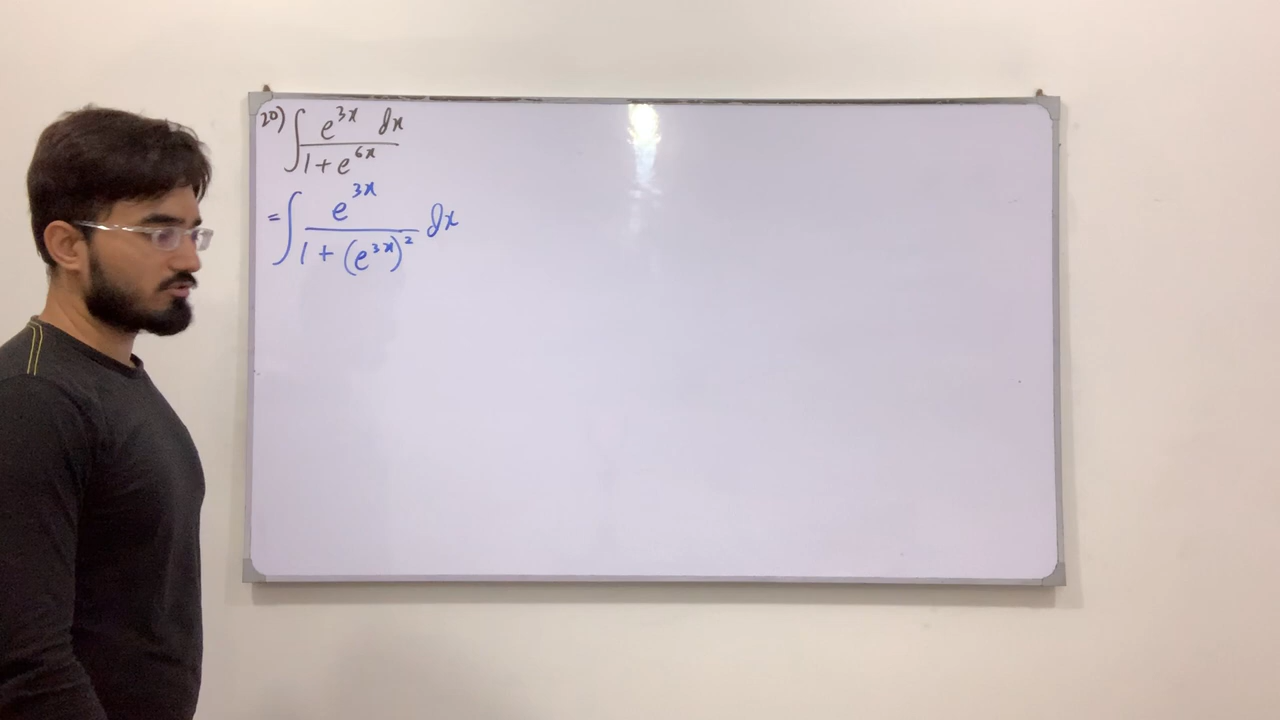 20) ∫ e^{3x} dx / 1 + e^{6x}
= ∫ e^{3x} / 1 + (e^{3x})^2 dx